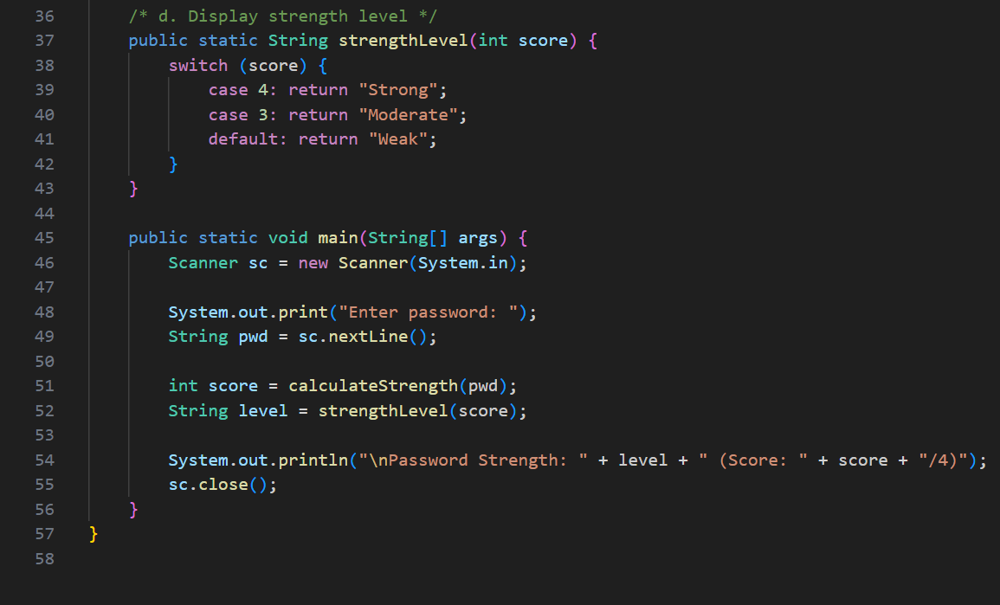 36 /* d. Display strength level */
37 public static String strengthLevel(int score) {
38 switch (score) {
39 case 4: return "Strong";
40 case 3: return "Moderate";
41 default: return "Weak";
42 }
43 }
44
45 public static void main(String[] args) {
46 Scanner sc = new Scanner(System.in);
47
48 System.out.print("Enter password: ");
49 String pwd = sc.nextLine();
50
51 int score = calculateStrength(pwd);
52 String level = strengthLevel(score);
53
54 System.out.println("\nPassword Strength: " + level + " (Score: " + score + "/4)");
55 sc.close();
56 }
57 }
58